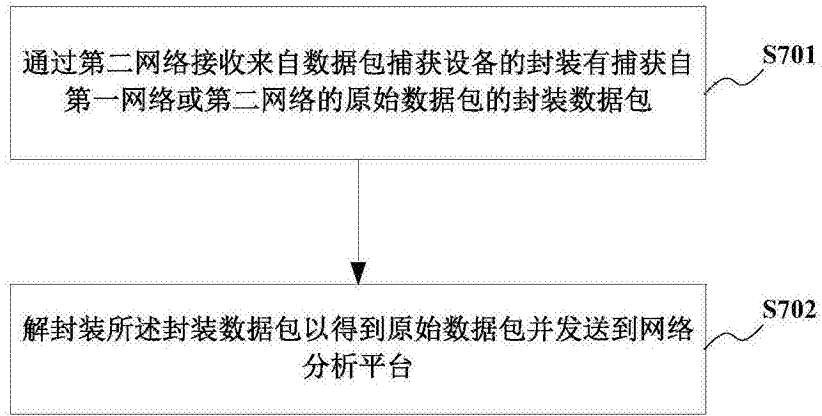 通过第二网络接收来自数据包捕获设备的封装有捕获自
第一网络或第二网络的原始数据包的封装数据包
S701
解封装所述封装数据包以得到原始数据包并发送到网络
分析平台
S702